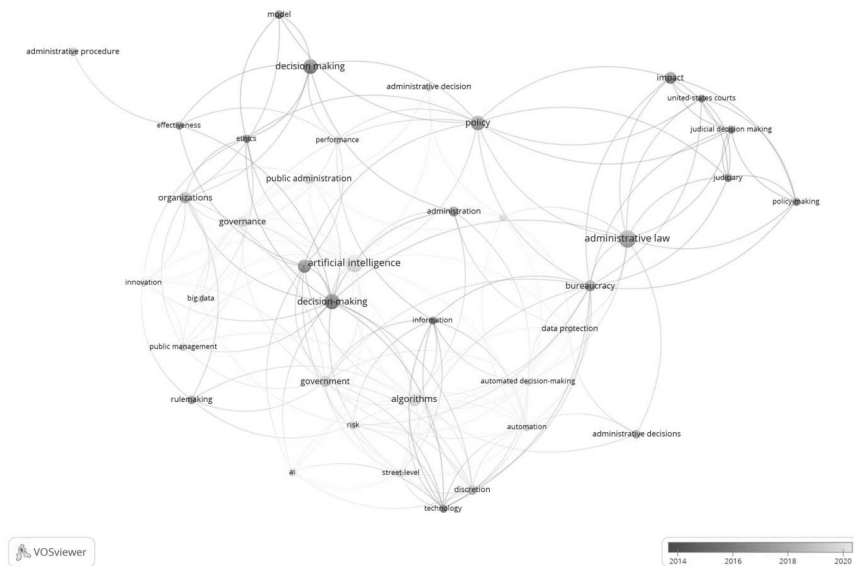 model
administrative procedure
decision making
administrative decision
impact
united-states courts
effectiveness
ethics
performance
policy
judicial decision making
public administration
judiciary
organizations
policy-making
governance
administration
administrative law
artificial intelligence
innovation
big data
decision-making
bureaucracy
information
data protection
public management
government
automated decision-making
rulemaking
algorithms
risk
automation
administrative decisions
ai
street-level
discretion
technology
VOSviewer
2014 2016 2018 2020